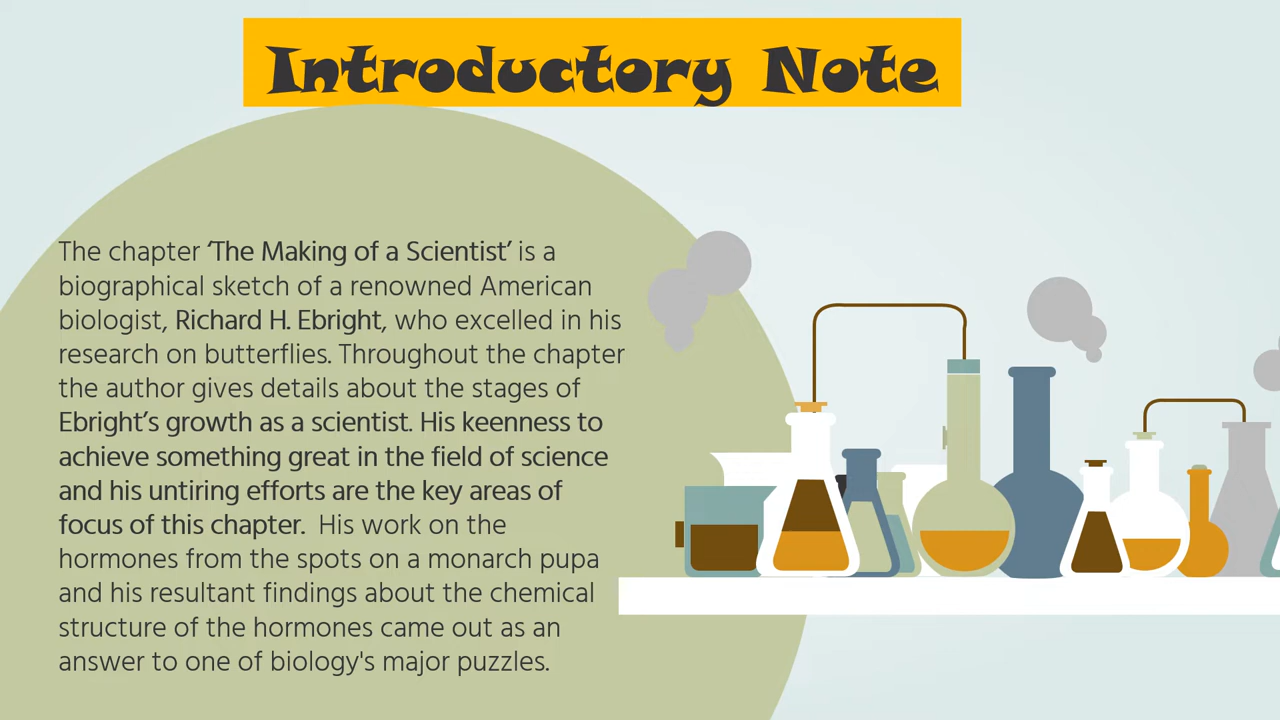 Introductory Note
The chapter ‘The Making of a Scientist’ is a
biographical sketch of a renowned American
biologist, Richard H. Ebright, who excelled in his
research on butterflies. Throughout the chapter
the author gives details about the stages of
Ebright’s growth as a scientist. His keenness to
achieve something great in the field of science
and his untiring efforts are the key areas of
focus of this chapter.  His work on the
hormones from the spots on a monarch pupa
and his resultant findings about the chemical
structure of the hormones came out as an
answer to one of biology's major puzzles.